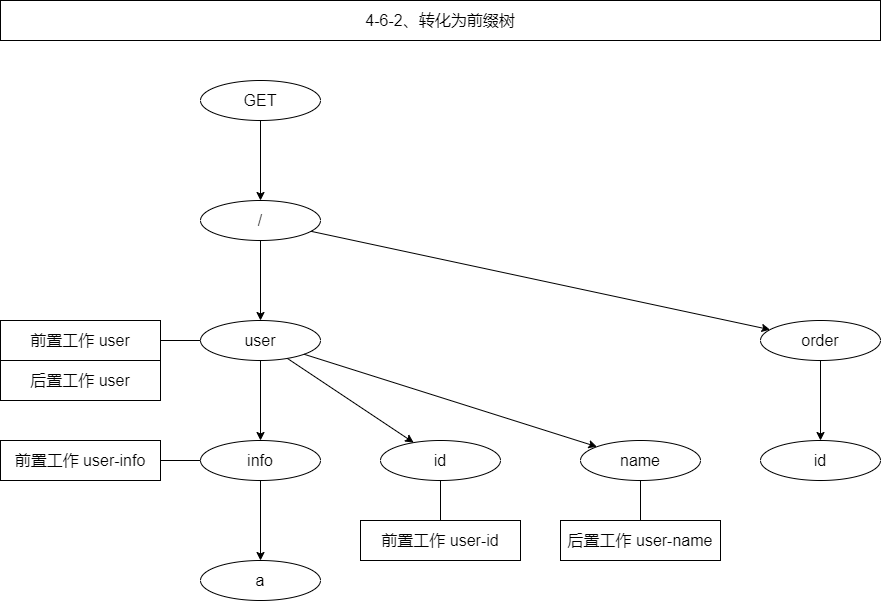 4-6-2、转化为前缀树
GET
/
前置工作 user
user
order
后置工作 user
前置工作 user-info
info
id
name
id
前置工作 user-id
后置工作 user-name
a